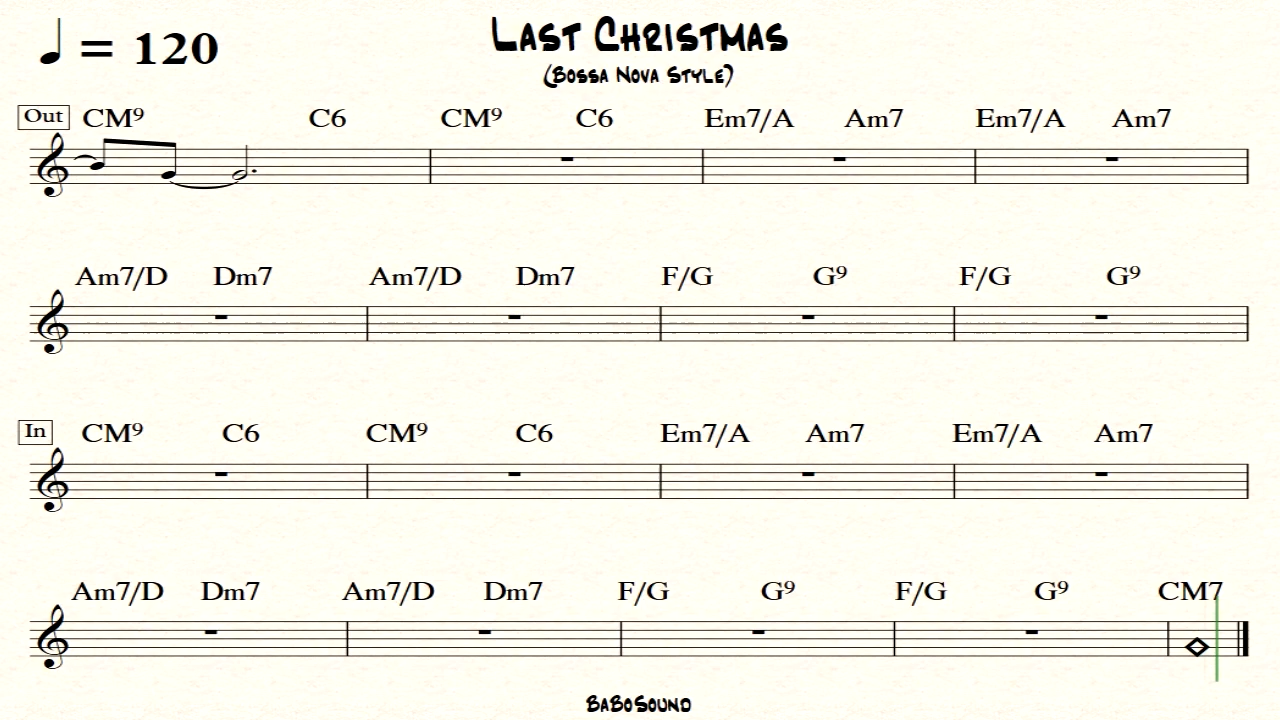 ♩ = 120
LAST CHRISTMAS
(BOSSA NOVA STYLE)
Out CM9 C6 CM9 C6 Em7/A Am7 Em7/A Am7
Am7/D Dm7 Am7/D Dm7 F/G G9 F/G G9
In CM9 C6 CM9 C6 Em7/A Am7 Em7/A Am7
Am7/D Dm7 Am7/D Dm7 F/G G9 F/G G9 CM7
BABOSOUND